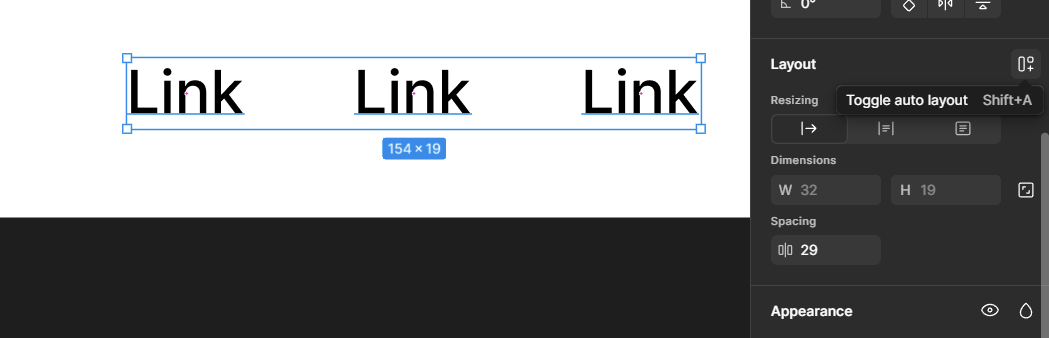 0°
Layout
Link Link Link
Resizing
Toggle auto layout Shift+A
154 × 19
Dimensions
W 32 H 19
Spacing
29
Appearance